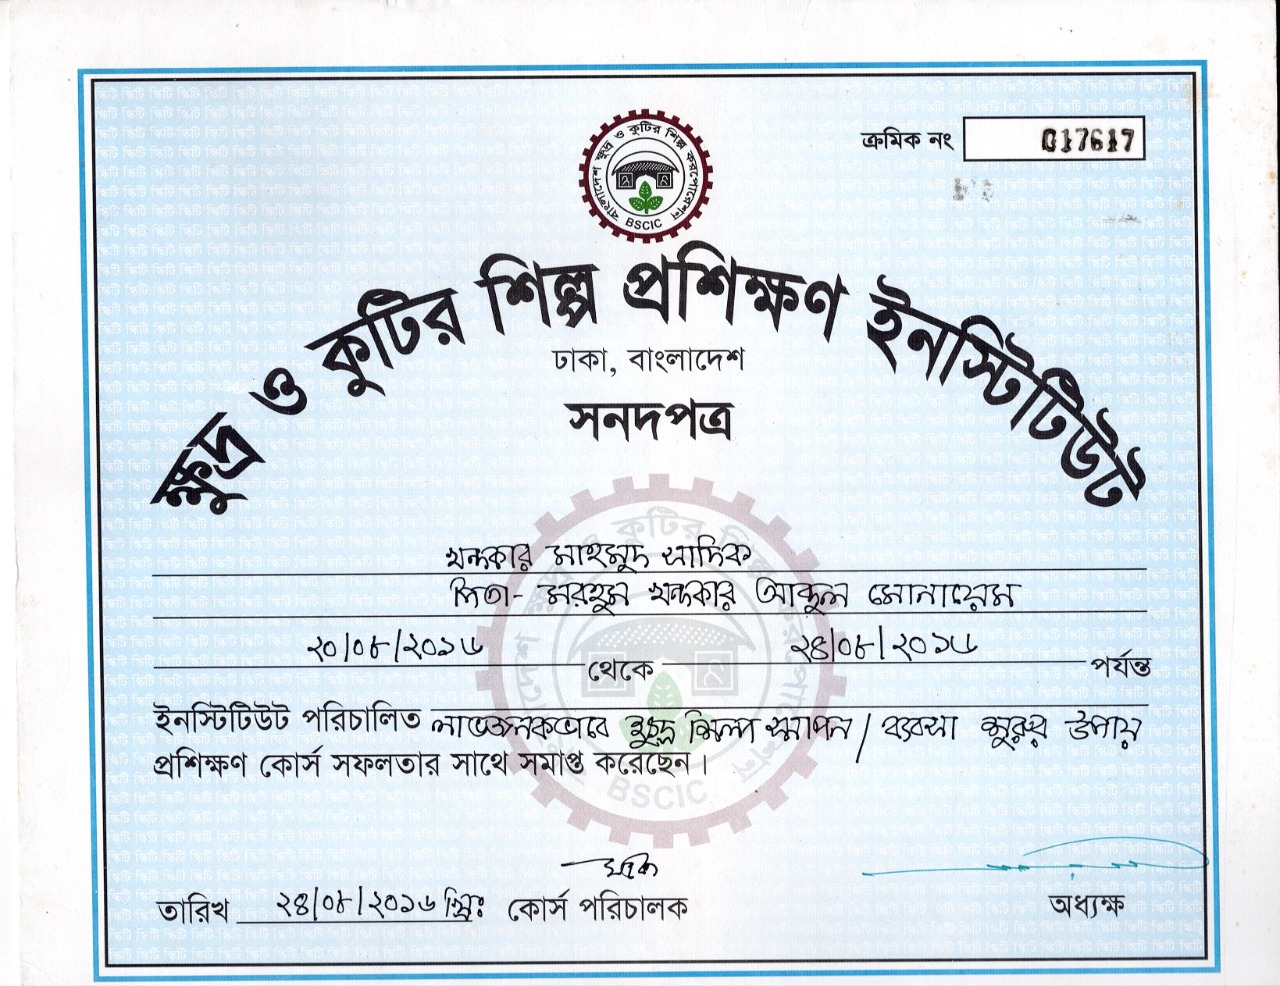 ক্রমিক নং 017617
বাংলাদেশ ক্ষুদ্র ও কুটির শিল্প করপোরেশন
BSCIC
ক্ষুদ্র ও কুটির শিল্প প্রশিক্ষণ ইনস্টিটিউট
ঢাকা, বাংলাদেশ
সনদপত্র
খন্দকার মাহমুদ সাদিক
পিতা- মরহুম খন্দকার আব্দুল মোনায়েম
২০/০৮/২০১৬ থেকে ২৪/০৮/২০১৬ পর্যন্ত
ইনস্টিটিউট পরিচালিত লাভজনকভাবে ক্ষুদ্র শিল্প স্থাপন / ব্যবসা শুরুর উপায়
প্রশিক্ষণ কোর্স সফলতার সাথে সমাপ্ত করেছেন।
BSCIC
তারিখ ২৪/০৮/২০১৬ খ্রিঃ কোর্স পরিচালক
অধ্যক্ষ